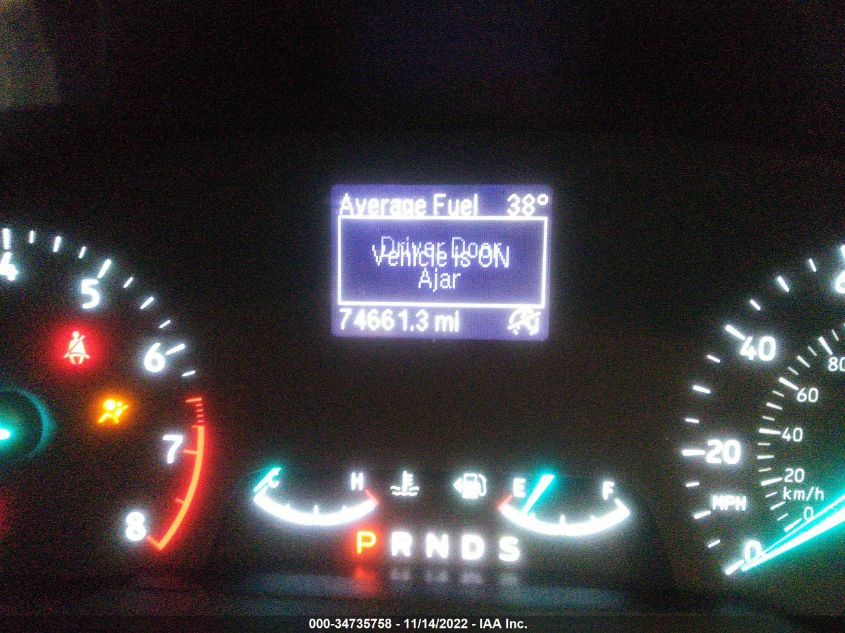 Average Fuel 38°
Driver Door
Vehicle is ON
Ajar
74661.3 mi
4
5
6
7
8
C H E F
P R N D S
40
20
0
MPH
80
60
40
20
km/h
0
000-34735758 - 11/14/2022 - IAA Inc.